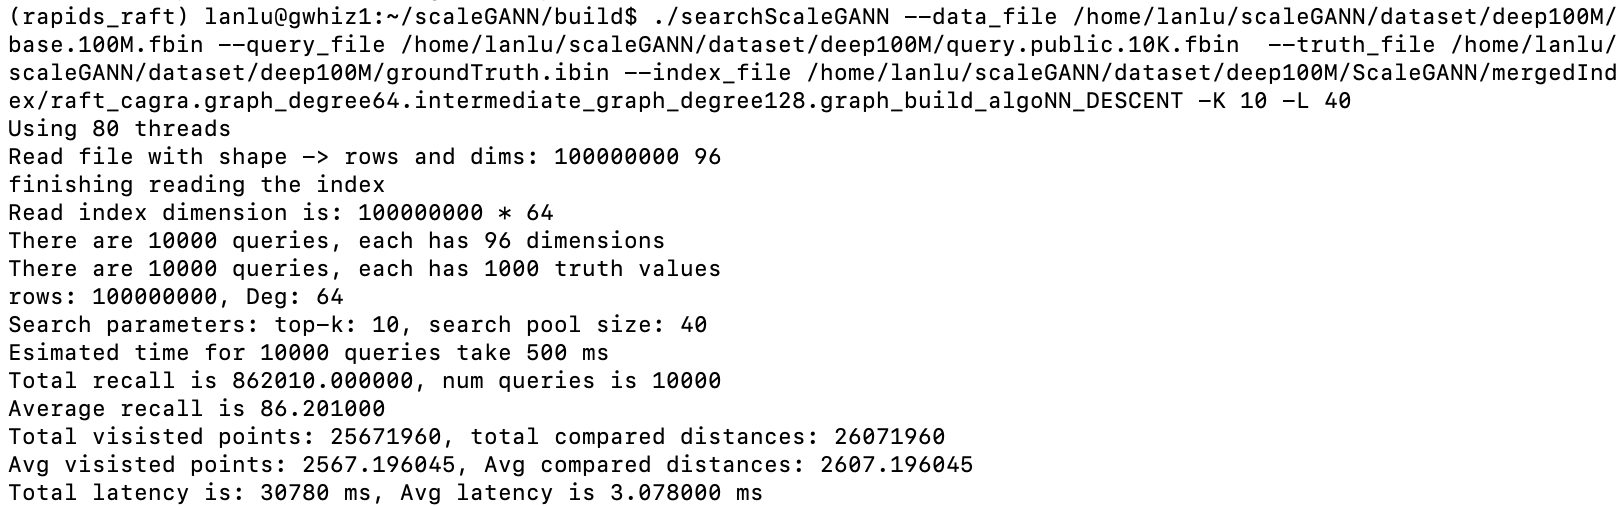 (rapids_raft) lanlu@gwhiz1:~/scaleGANN/build$ ./searchScaleGANN --data_file /home/lanlu/scaleGANN/dataset/deep100M/
base.100M.fbin --query_file /home/lanlu/scaleGANN/dataset/deep100M/query.public.10K.fbin  --truth_file /home/lanlu/
scaleGANN/dataset/deep100M/groundTruth.ibin --index_file /home/lanlu/scaleGANN/dataset/deep100M/ScaleGANN/mergedInd
ex/raft_cagra.graph_degree64.intermediate_graph_degree128.graph_build_algoNN_DESCENT -K 10 -L 40
Using 80 threads
Read file with shape -> rows and dims: 100000000 96
finishing reading the index
Read index dimension is: 100000000 * 64
There are 10000 queries, each has 96 dimensions
There are 10000 queries, each has 1000 truth values
rows: 100000000, Deg: 64
Search parameters: top-k: 10, search pool size: 40
Esimated time for 10000 queries take 500 ms
Total recall is 862010.000000, num queries is 10000
Average recall is 86.201000
Total visisted points: 25671960, total compared distances: 26071960
Avg visisted points: 2567.196045, Avg compared distances: 2607.196045
Total latency is: 30780 ms, Avg latency is 3.078000 ms